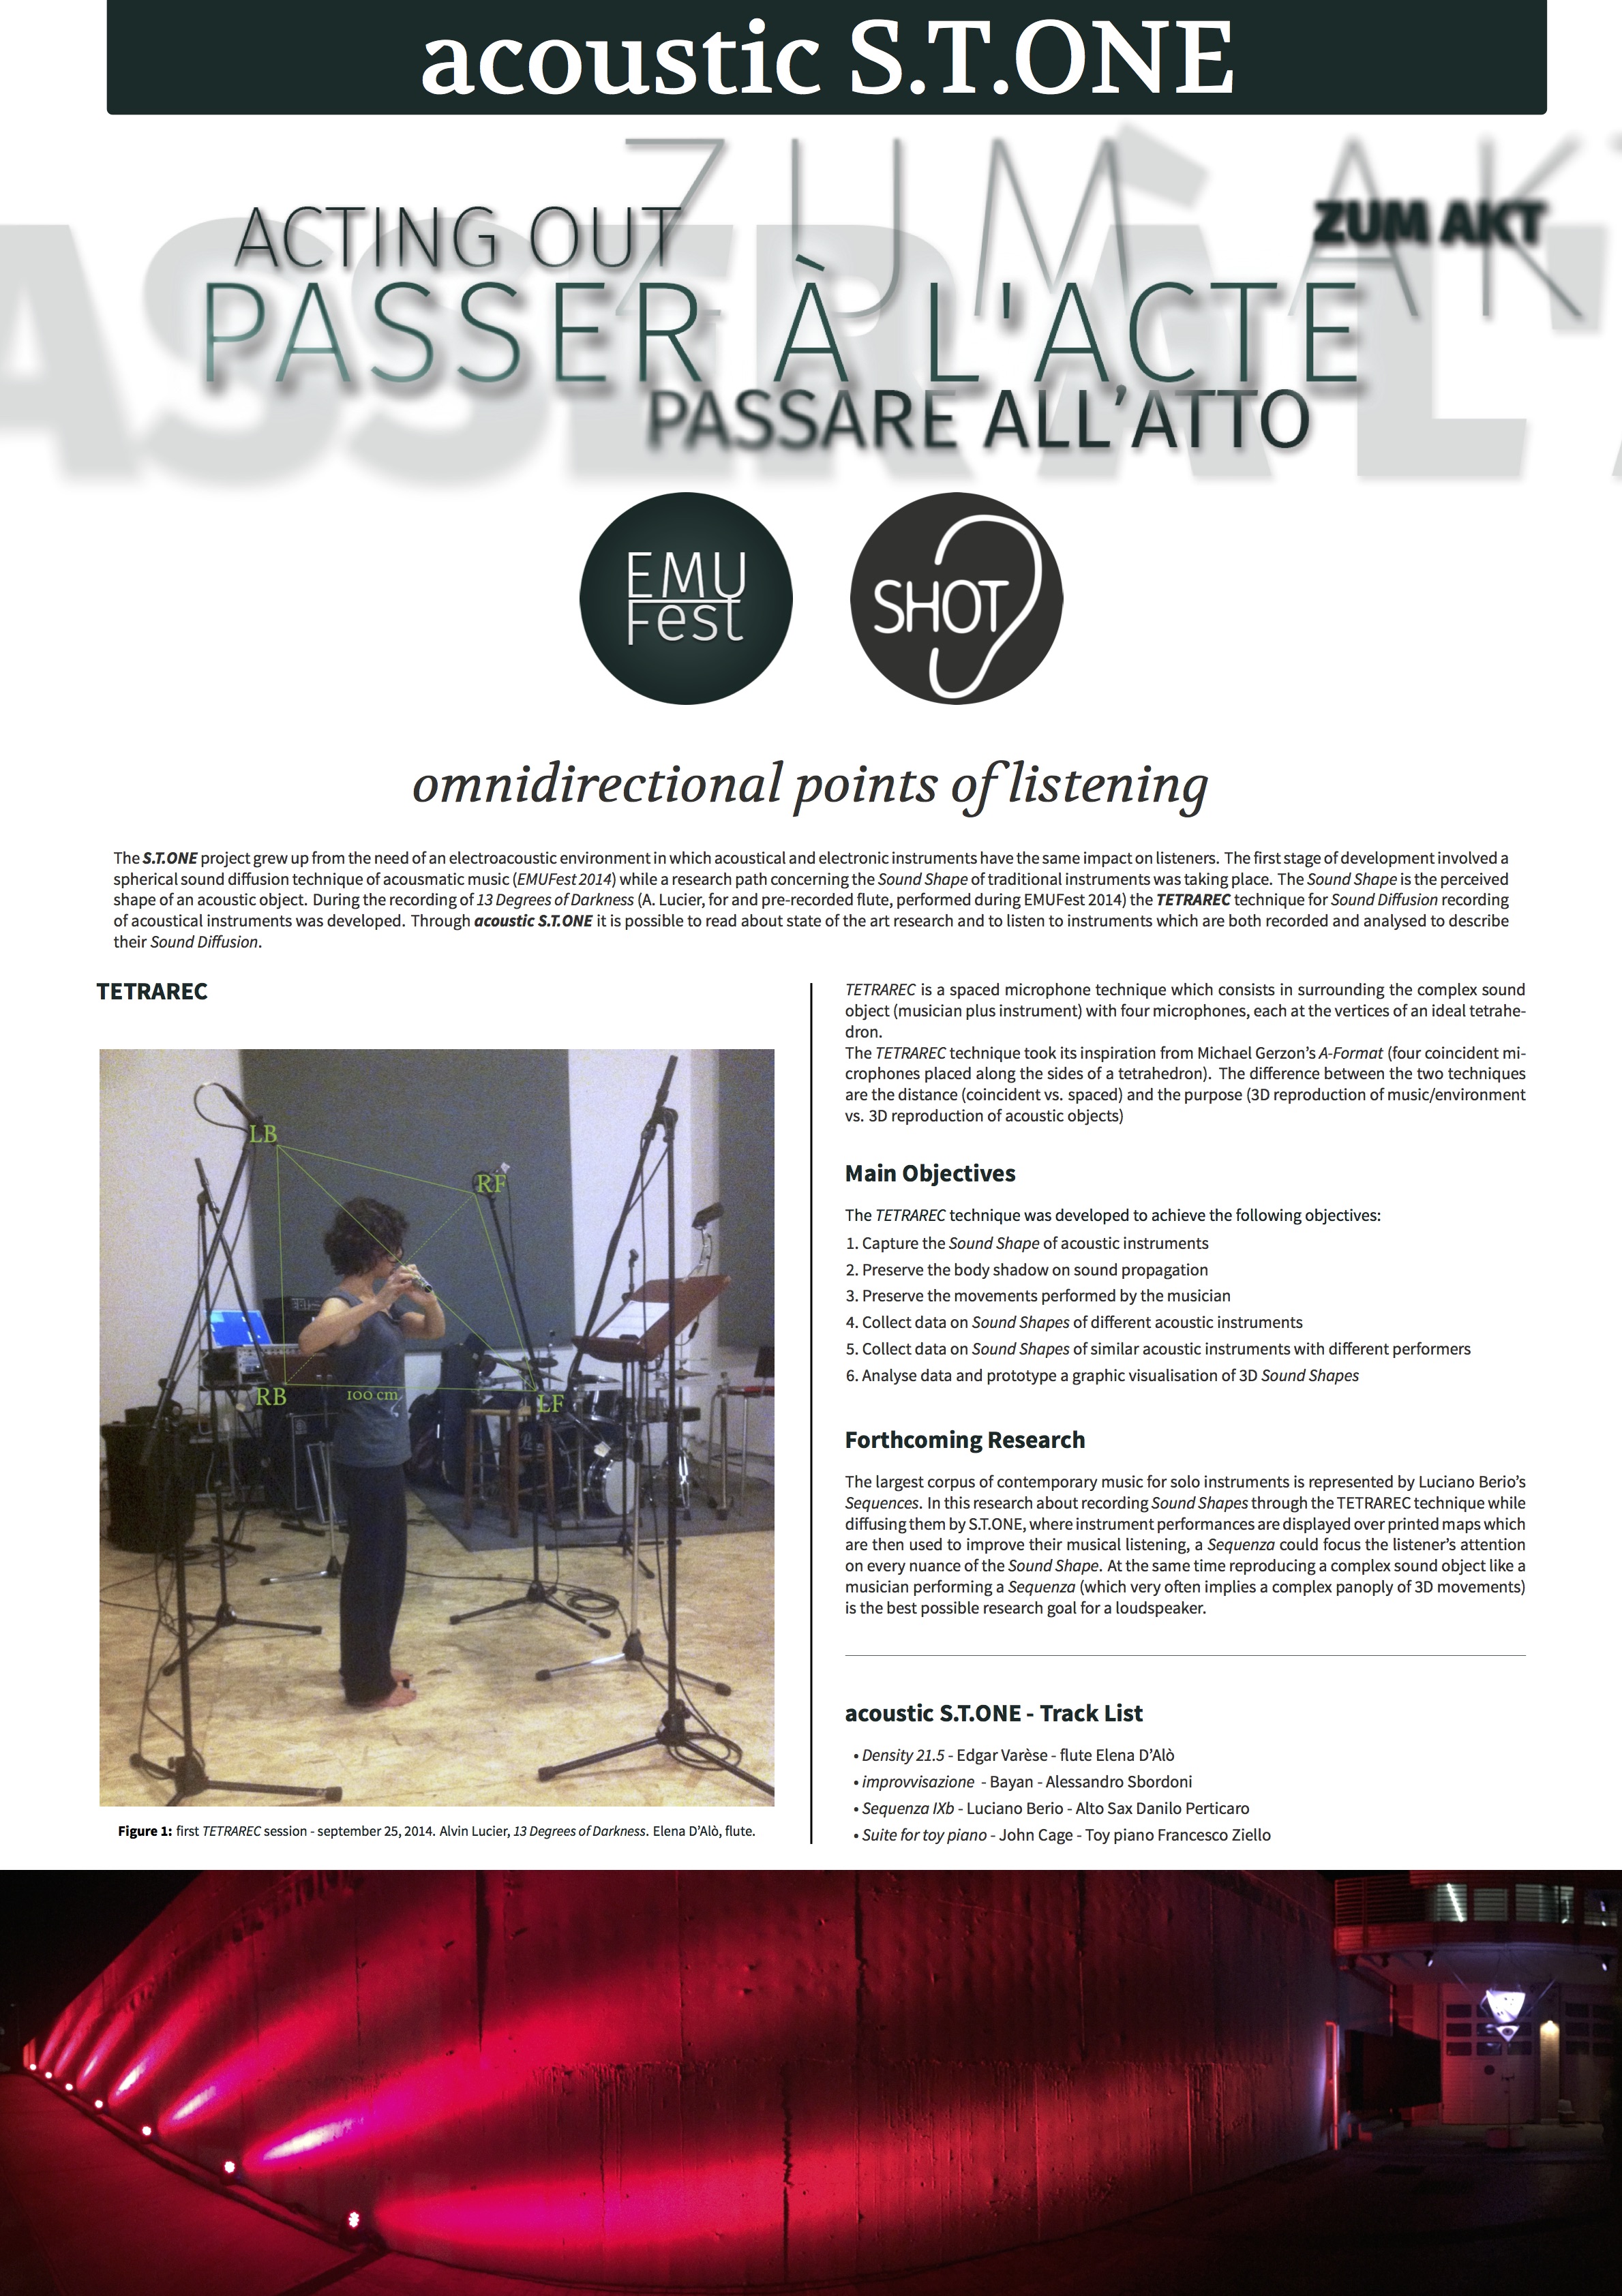 acoustic S.T.ONE
ZUM AKT
ACTING OUT
ZUM AKT
PASSER À L'ACTE
PASSARE ALL’ATTO
EMU
Fest
SHOT
omnidirectional points of listening
The S.T.ONE project grew up from the need of an electroacoustic environment in which acoustical and electronic instruments have the same impact on listeners. The first stage of development involved a
spherical sound diffusion technique of acousmatic music (EMUFest 2014) while a research path concerning the Sound Shape of traditional instruments was taking place. The Sound Shape is the perceived
shape of an acoustic object. During the recording of 13 Degrees of Darkness (A. Lucier, for and pre-recorded flute, performed during EMUFest 2014) the TETRAREC technique for Sound Diffusion recording
of acoustical instruments was developed. Through acoustic S.T.ONE it is possible to read about state of the art research and to listen to instruments which are both recorded and analysed to describe
their Sound Diffusion.
TETRAREC
LB
RF
RB
100 cm
LF
Figure 1: first TETRAREC session - september 25, 2014. Alvin Lucier, 13 Degrees of Darkness. Elena D’Alò, flute.
TETRAREC is a spaced microphone technique which consists in surrounding the complex sound
object (musician plus instrument) with four microphones, each at the vertices of an ideal tetrahe-
dron.
The TETRAREC technique took its inspiration from Michael Gerzon’s A-Format (four coincident mi-
crophones placed along the sides of a tetrahedron). The difference between the two techniques
are the distance (coincident vs. spaced) and the purpose (3D reproduction of music/environment
vs. 3D reproduction of acoustic objects)
Main Objectives
The TETRAREC technique was developed to achieve the following objectives:
1. Capture the Sound Shape of acoustic instruments
2. Preserve the body shadow on sound propagation
3. Preserve the movements performed by the musician
4. Collect data on Sound Shapes of different acoustic instruments
5. Collect data on Sound Shapes of similar acoustic instruments with different performers
6. Analyse data and prototype a graphic visualisation of 3D Sound Shapes
Forthcoming Research
The largest corpus of contemporary music for solo instruments is represented by Luciano Berio’s
Sequences. In this research about recording Sound Shapes through the TETRAREC technique while
diffusing them by S.T.ONE, where instrument performances are displayed over printed maps which
are then used to improve their musical listening, a Sequenza could focus the listener’s attention
on every nuance of the Sound Shape. At the same time reproducing a complex sound object like a
musician performing a Sequenza (which very often implies a complex panoply of 3D movements)
is the best possible research goal for a loudspeaker.
acoustic S.T.ONE - Track List
• Density 21.5 - Edgar Varèse - flute Elena D’Alò
• improvvisazione - Bayan - Alessandro Sbordoni
• Sequenza IXb - Luciano Berio - Alto Sax Danilo Perticaro
• Suite for toy piano - John Cage - Toy piano Francesco Ziello